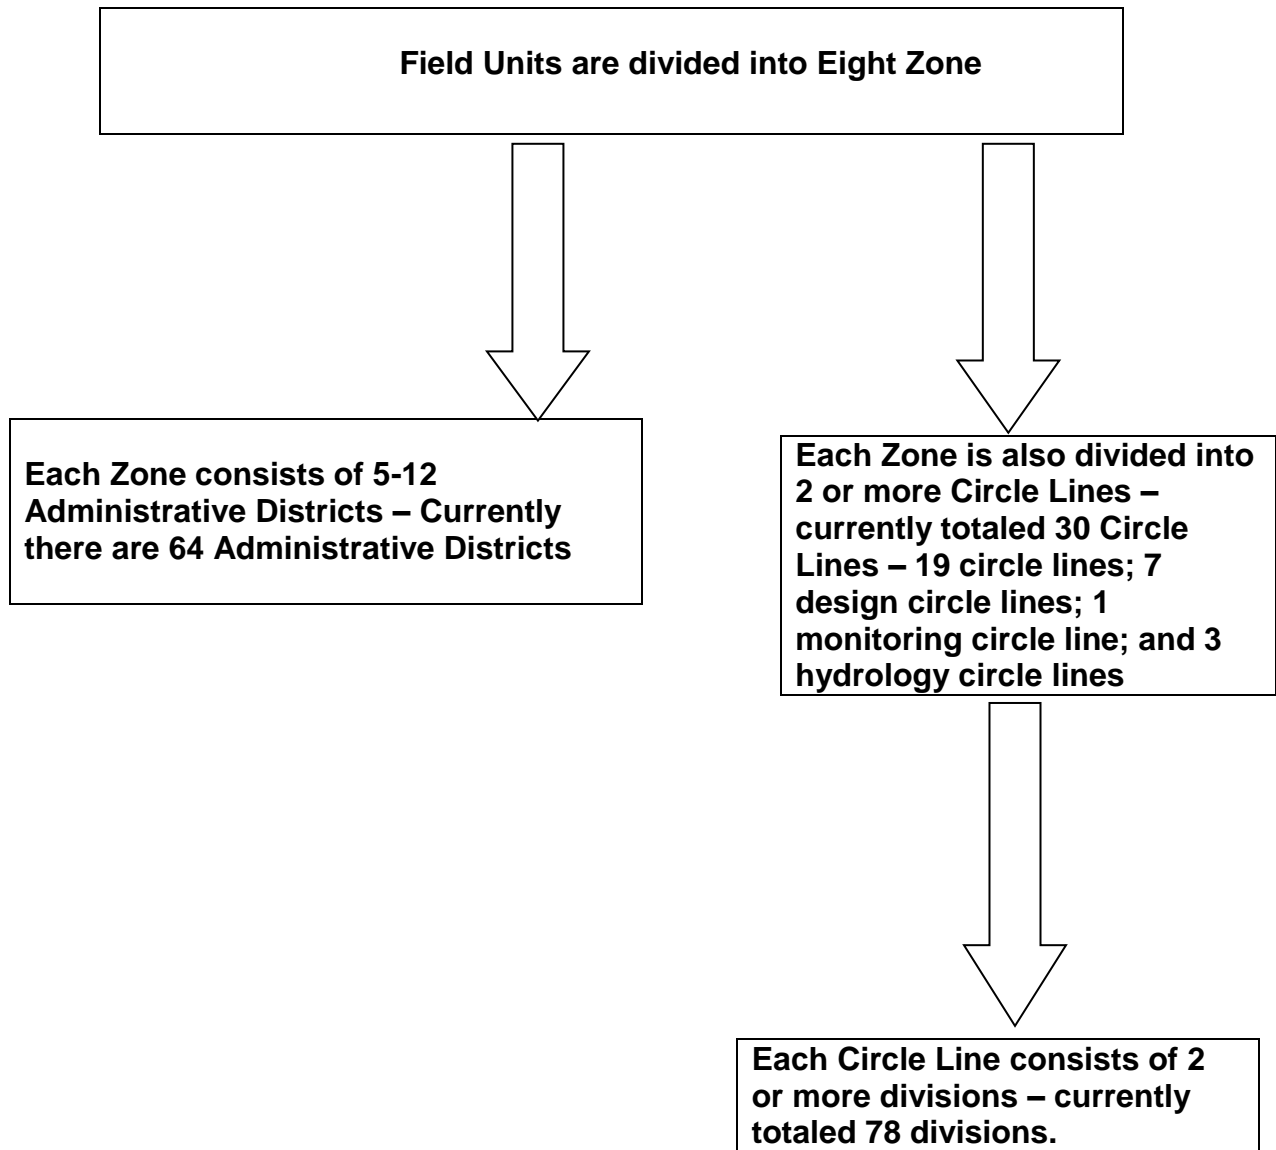 Field Units are divided into Eight Zone
Each Zone consists of 5-12
Administrative Districts – Currently
there are 64 Administrative Districts
Each Zone is also divided into
2 or more Circle Lines –
currently totaled 30 Circle
Lines – 19 circle lines; 7
design circle lines; 1
monitoring circle line; and 3
hydrology circle lines
Each Circle Line consists of 2
or more divisions – currently
totaled 78 divisions.